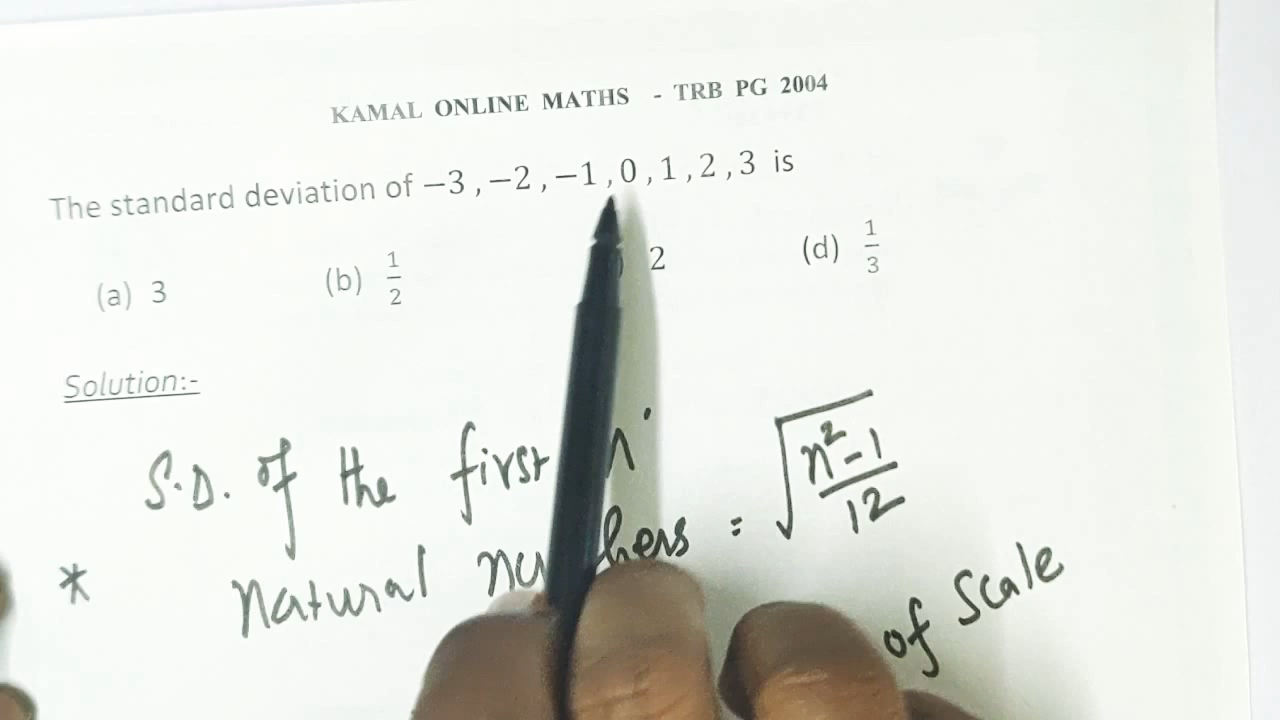 KAMAL ONLINE MATHS - TRB PG 2004
The standard deviation of −3 , −2 , −1 , 0 , 1 , 2 , 3 is
(a) 3 (b) 1/2 ) 2 (d) 1/3
Solution:-
S.D. of the first n
* Natural = √((n²-1)/12)
of Scale